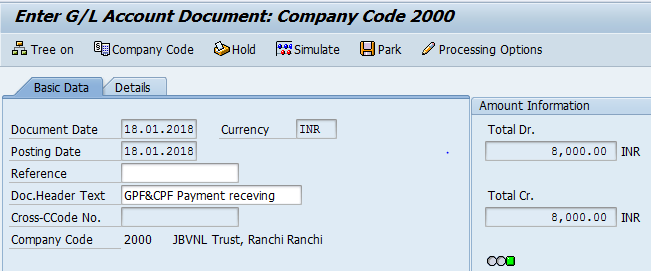 Enter G/L Account Document: Company Code 2000
Tree on Company Code Hold Simulate Park Processing Options
Basic Data Details
Amount Information
Document Date 18.01.2018 Currency INR
Total Dr.
Posting Date 18.01.2018
8,000.00 INR
Reference
Doc.Header Text GPF&CPF Payment receving
Total Cr.
Cross-CCode No.
8,000.00 INR
Company Code 2000 JBVNL Trust, Ranchi Ranchi